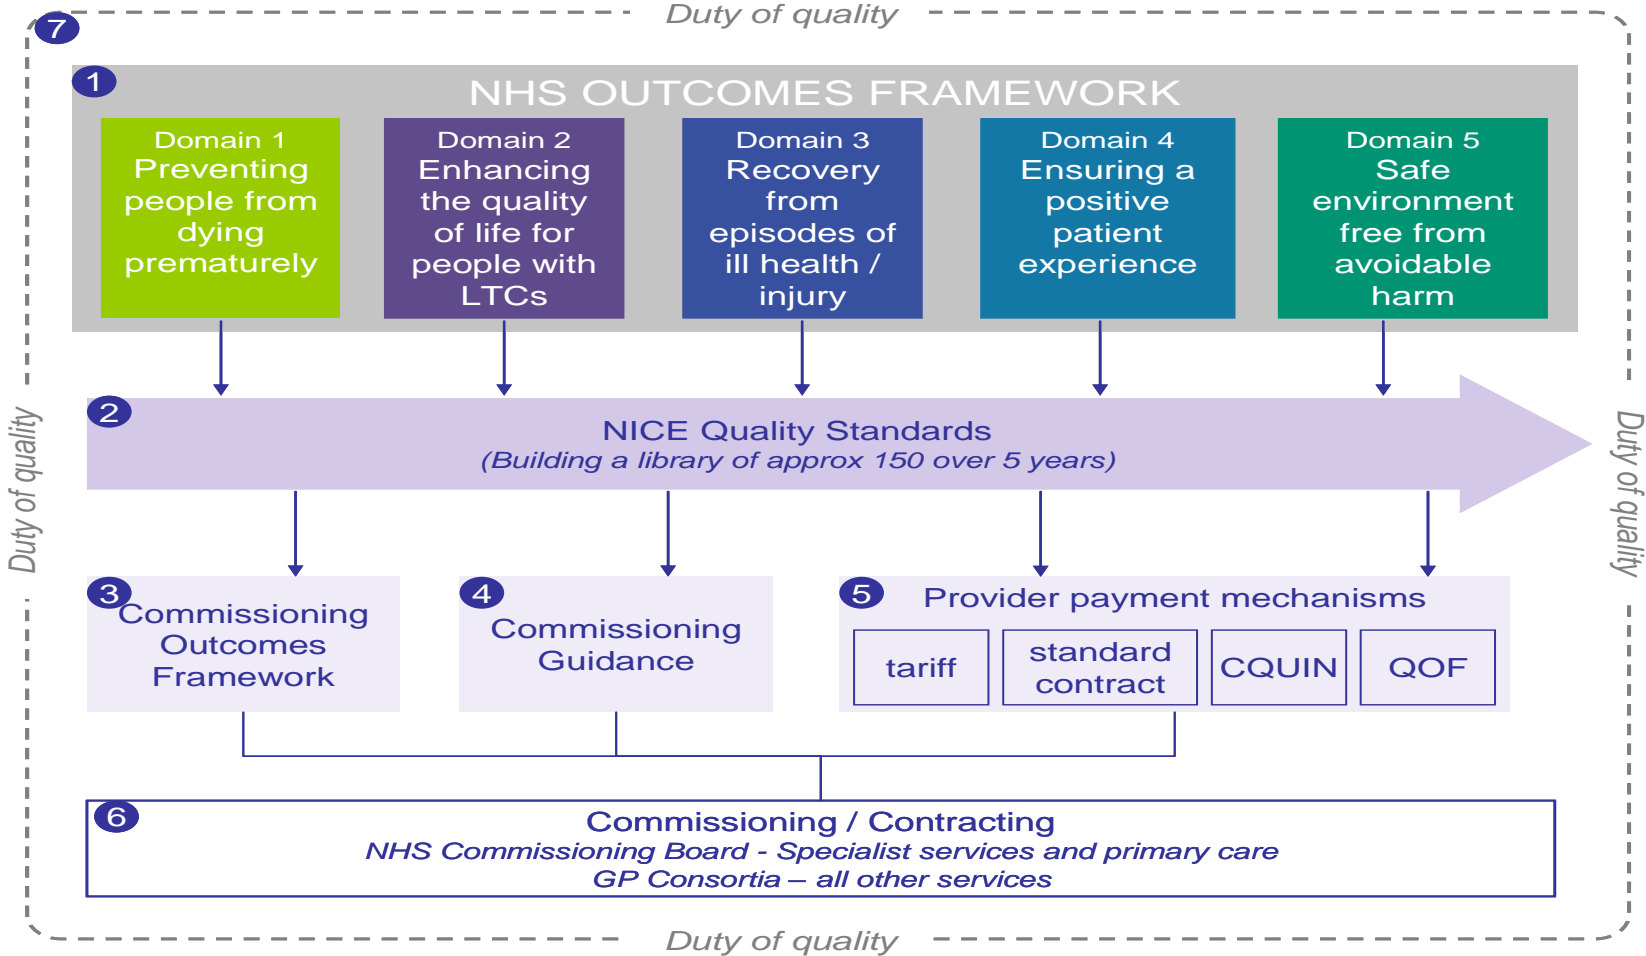 Duty of quality
7
1
NHS OUTCOMES FRAMEWORK
Domain 1
Preventing
people from
dying
prematurely
Domain 2
Enhancing
the quality
of life for
people with
LTCs
Domain 3
Recovery
from
episodes of
ill health /
injury
Domain 4
Ensuring a
positive
patient
experience
Domain 5
Safe
environment
free from
avoidable
harm
Duty of quality
Duty of quality
2
NICE Quality Standards
(Building a library of approx 150 over 5 years)
3
Commissioning
Outcomes
Framework
4
Commissioning
Guidance
5
Provider payment mechanisms
tariff
standard
contract
CQUIN
QOF
6
Commissioning / Contracting
NHS Commissioning Board - Specialist services and primary care
GP Consortia – all other services
Duty of quality